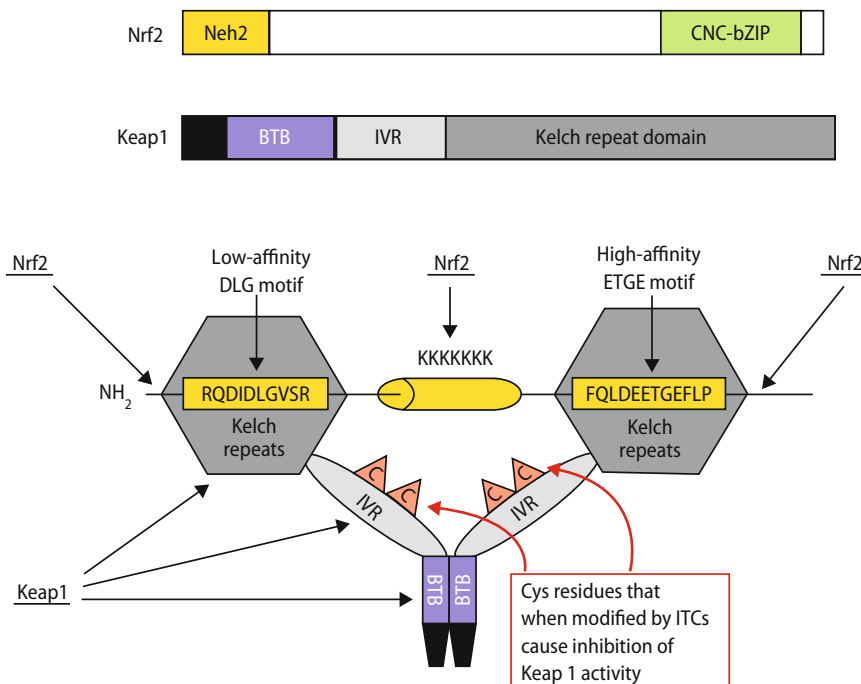 Nrf2
Neh2
CNC-bZIP
Keap1
BTB
IVR
Kelch repeat domain
Nrf2
Low-affinity
DLG motif
Nrf2
High-affinity
ETGE motif
Nrf2
KKKKKKK
NH2
RQDIDLGVSR
FQLDEETGEFLP
Kelch
repeats
Kelch
repeats
C
C
C
C
IVR
IVR
Keap1
BTB
BTB
Cys residues that
when modified by ITCs
cause inhibition of
Keap 1 activity